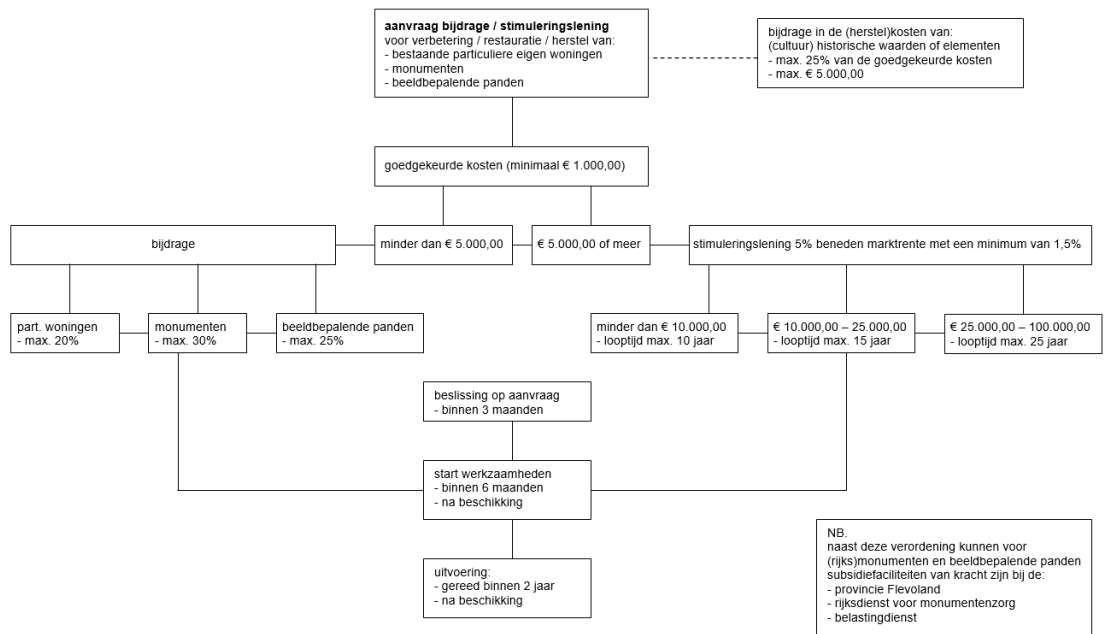 aanvraag bijdrage / stimuleringslening
voor verbetering / restauratie / herstel van:
- bestaande particuliere eigen woningen
- monumenten
- beeldbepalende panden
bijdrage in de (herstel)kosten van:
(cultuur) historische waarden of elementen
- max. 25% van de goedgekeurde kosten
- max. € 5.000,00
goedgekeurde kosten (minimaal € 1.000,00)
bijdrage
minder dan € 5.000,00
€ 5.000,00 of meer
stimuleringslening 5% beneden marktrente met een minimum van 1,5%
part. woningen
- max. 20%
monumenten
- max. 30%
beeldbepalende panden
- max. 25%
minder dan € 10.000,00
- looptijd max. 10 jaar
€ 10.000,00 – 25.000,00
- looptijd max. 15 jaar
€ 25.000,00 – 100.000,00
- looptijd max. 25 jaar
beslissing op aanvraag
- binnen 3 maanden
start werkzaamheden
- binnen 6 maanden
- na beschikking
uitvoering:
- gereed binnen 2 jaar
- na beschikking
NB.
naast deze verordening kunnen voor
(rijks)monumenten en beeldbepalende panden
subsidiefaciliteiten van kracht zijn bij de:
- provincie Flevoland
- rijksdienst voor monumentenzorg
- belastingdienst